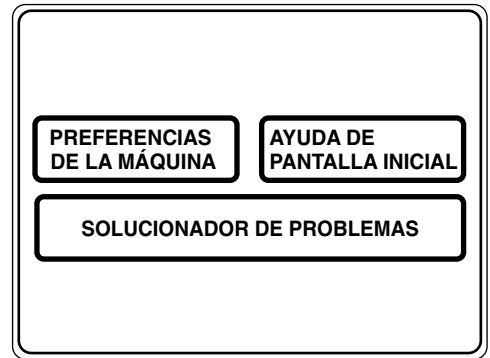 PREFERENCIAS
DE LA MÁQUINA
AYUDA DE
PANTALLA INICIAL
SOLUCIONADOR DE PROBLEMAS